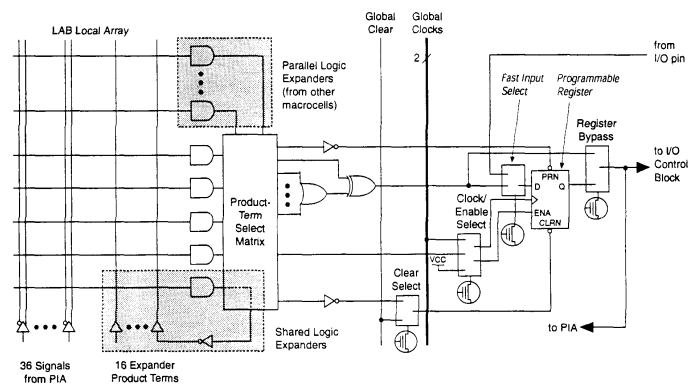 LAB Local Array
Global
Clear
Global
Clocks
2
Parallel Logic
Expanders
(from other
macrocells)
from
I/O pin
Fast Input
Select
Programmable
Register
Register
Bypass
to I/O
Control
Block
PRN
D
Q
ENA
CLRN
Product-
Term
Select
Matrix
Clock/
Enable
Select
VCC
Clear
Select
Shared Logic
Expanders
to PIA
36 Signals
from PIA
16 Expander
Product Terms